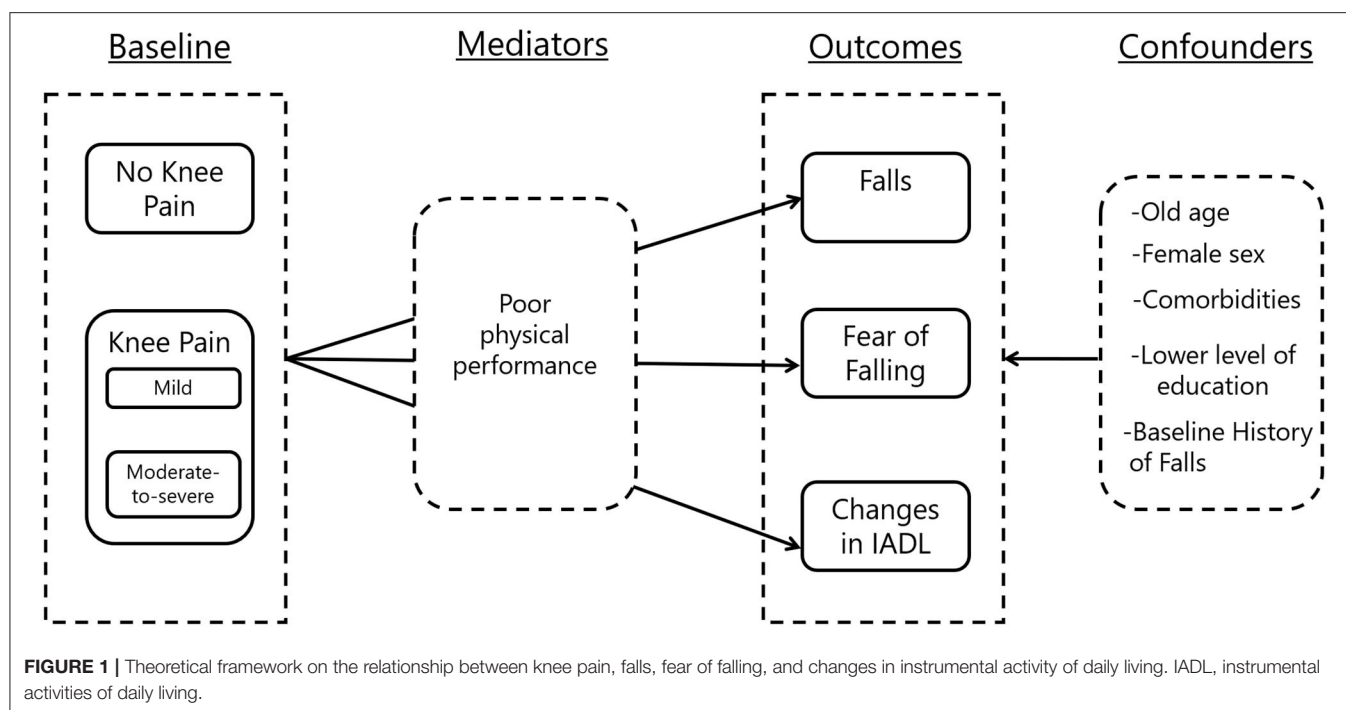 Baseline
Mediators
Outcomes
Confounders
No Knee
Pain
Knee Pain
Mild
Moderate-
to-severe
Poor
physical
performance
Falls
Fear of
Falling
Changes
in IADL
-Old age
-Female sex
-Comorbidities
-Lower level of
education
-Baseline History
of Falls
FIGURE 1 | Theoretical framework on the relationship between knee pain, falls, fear of falling, and changes in instrumental activity of daily living. IADL, instrumental
activities of daily living.